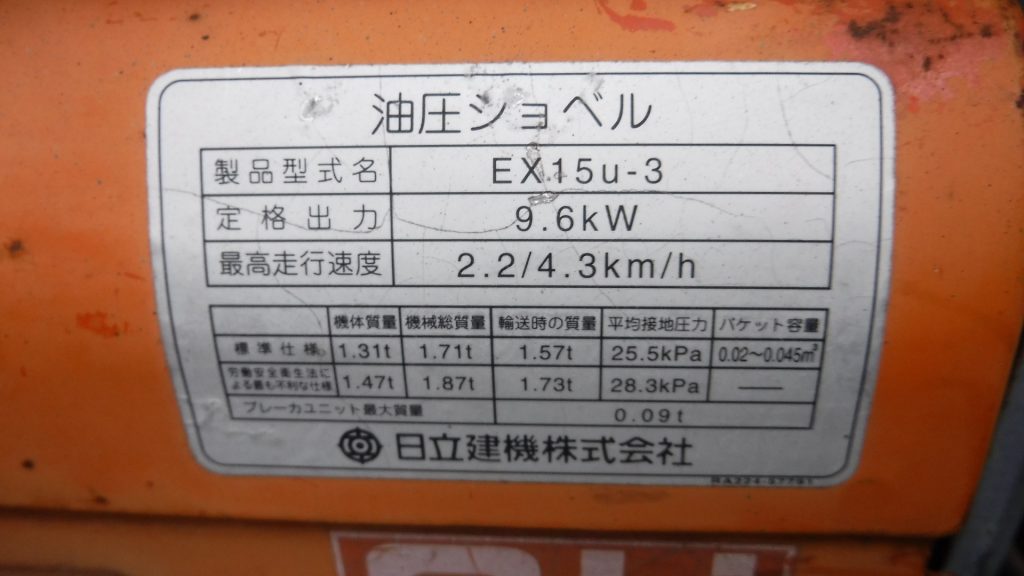 油圧ショベル
製品型式名 EX15u-3
定格出力 9.6kW
最高走行速度 2.2/4.3km/h
機体質量 機械総質量 輸送時の質量 平均接地圧力 バケット容量
標準仕様 1.31t 1.71t 1.57t 25.5kPa 0.02〜0.045m³
労働安全衛生法に
よる最も不利な仕様 1.47t 1.87t 1.73t 28.3kPa ——
ブレーカユニット最大質量 0.09t
日立建機株式会社